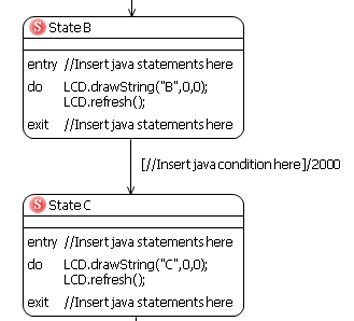 S State B
entry //Insert java statements here
do LCD.drawString("B",0,0);
LCD.refresh();
exit //Insert java statements here
[//Insert java condition here]/2000
S State C
entry //Insert java statements here
do LCD.drawString("C",0,0);
LCD.refresh();
exit //Insert java statements here